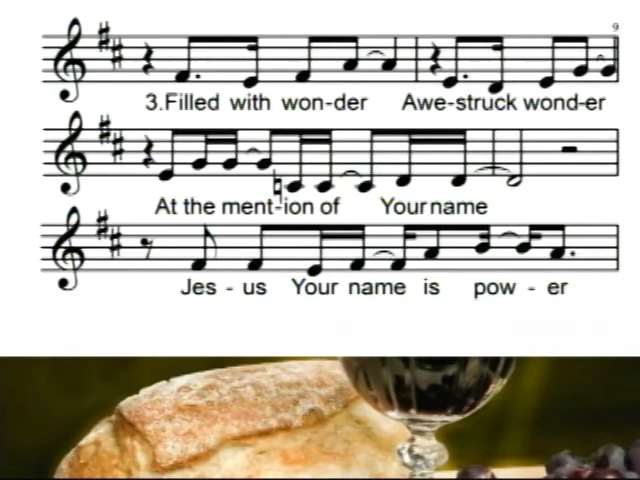 9
3.Filled with won-der Awe-struck wond-er
At the ment-ion of Your name
Jes - us Your name is pow - er